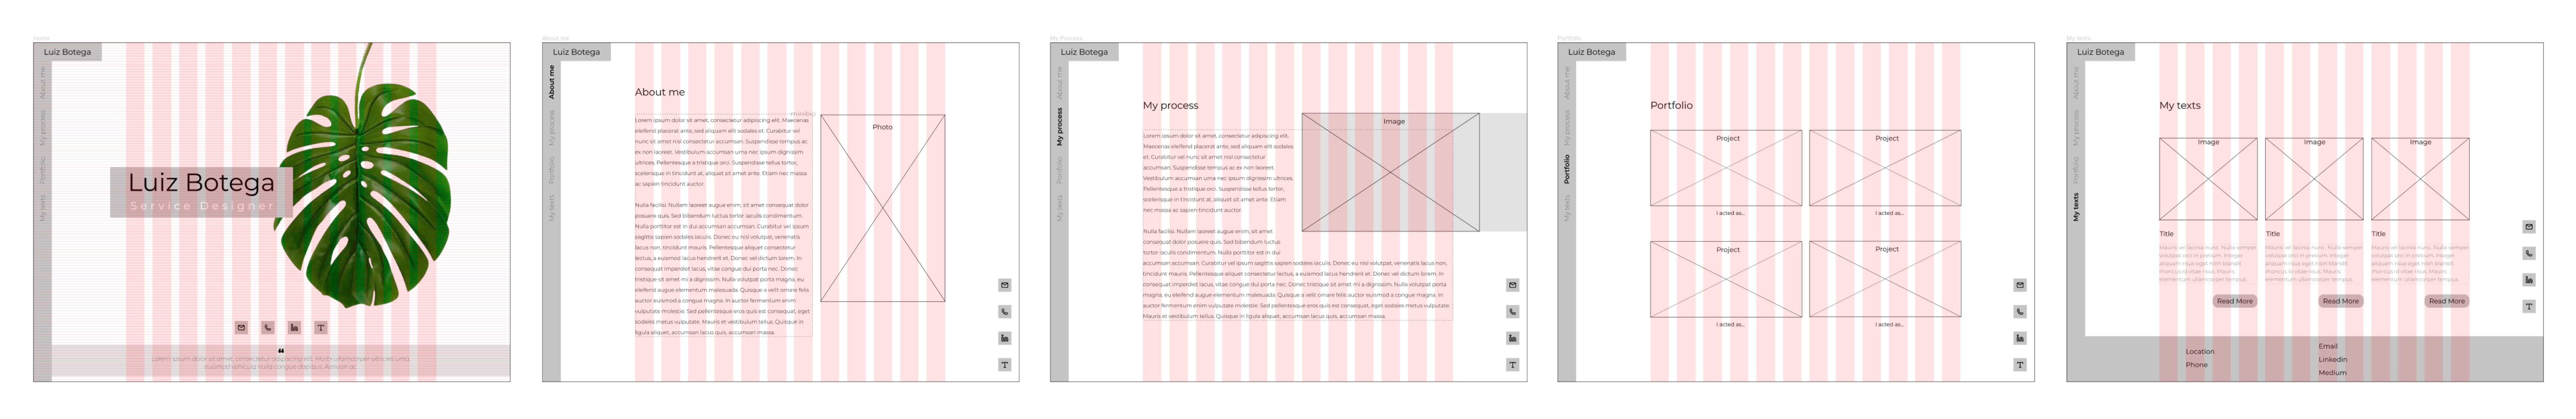 Home
Luiz Botega
About me
My process
Portfolio
My texts
Luiz Botega
Service Designer
Lorem ipsum dolor sit amet, consectetur adipiscing elit. Morbi ullamcorper ultricies urna,
euismod vehicula nulla congue dapibus. Aenean ac.
About me
Luiz Botega
About me
My process
Portfolio
My texts
About me
minibio
Lorem ipsum dolor sit amet, consectetur adipiscing elit. Maecenas
eleifend placerat ante, sed aliquam elit sodales et. Curabitur vel
nunc sit amet nisl consectetur accumsan. Suspendisse tempus ac
ex non laoreet. Vestibulum accumsan urna nec ipsum dignissim
ultrices. Pellentesque a tristique orci. Suspendisse tellus tortor,
scelerisque in tincidunt at, aliquet sit amet ante. Etiam nec massa
ac sapien tincidunt auctor.
Nulla facilisi. Nullam laoreet augue enim, sit amet consequat dolor
posuere quis. Sed bibendum luctus tortor iaculis condimentum.
Nulla porttitor est in dui accumsan accumsan. Curabitur vel ipsum
sagittis sapien sodales iaculis. Donec eu nisl volutpat, venenatis
lacus non, tincidunt mauris. Pellentesque aliquet consectetur
lectus, a euismod lacus hendrerit et. Donec vel dictum lorem. In
consequat imperdiet lacus, vitae congue dui porta nec. Donec
tristique sit amet mi a dignissim. Nulla volutpat porta magna, eu
eleifend augue elementum malesuada. Quisque a velit ornare felis
auctor euismod a congue magna. In auctor fermentum enim
vulputate molestie. Sed pellentesque eros quis est consequat, eget
sodales metus vulputate. Mauris et vestibulum tellus. Quisque in
ligula aliquet, accumsan lacus quis, accumsan massa.
Photo
My Process
Luiz Botega
About me
My process
Portfolio
My texts
My process
Lorem ipsum dolor sit amet, consectetur adipiscing elit.
Maecenas eleifend placerat ante, sed aliquam elit sodales
et. Curabitur vel nunc sit amet nisl consectetur
accumsan. Suspendisse tempus ac ex non laoreet.
Vestibulum accumsan urna nec ipsum dignissim ultrices.
Pellentesque a tristique orci. Suspendisse tellus tortor,
scelerisque in tincidunt at, aliquet sit amet ante. Etiam
nec massa ac sapien tincidunt auctor.
Nulla facilisi. Nullam laoreet augue enim, sit amet
consequat dolor posuere quis. Sed bibendum luctus
tortor iaculis condimentum. Nulla porttitor est in dui
accumsan accumsan. Curabitur vel ipsum sagittis sapien sodales iaculis. Donec eu nisl volutpat, venenatis lacus non,
tincidunt mauris. Pellentesque aliquet consectetur lectus, a euismod lacus hendrerit et. Donec vel dictum lorem. In
consequat imperdiet lacus, vitae congue dui porta nec. Donec tristique sit amet mi a dignissim. Nulla volutpat porta
magna, eu eleifend augue elementum malesuada. Quisque a velit ornare felis auctor euismod a congue magna. In
auctor fermentum enim vulputate molestie. Sed pellentesque eros quis est consequat, eget sodales metus vulputate.
Mauris et vestibulum tellus. Quisque in ligula aliquet, accumsan lacus quis, accumsan massa.
Image
Portfolio
Luiz Botega
About me
My process
Portfolio
My texts
Portfolio
Project
Project
I acted as...
I acted as...
Project
Project
I acted as...
I acted as...
My texts
Luiz Botega
About me
My process
Portfolio
My texts
My texts
Image
Image
Image
Title
Mauris vel lacinia nunc. Nulla semper
volutpat orci in pretium. Integer
aliquam risus eget nibh blandit
rhoncus id vitae risus. Mauris
elementum ullamcorper tempus.
Read More
Title
Mauris vel lacinia nunc. Nulla semper
volutpat orci in pretium. Integer
aliquam risus eget nibh blandit
rhoncus id vitae risus. Mauris
elementum ullamcorper tempus.
Read More
Title
Mauris vel lacinia nunc. Nulla semper
volutpat orci in pretium. Integer
aliquam risus eget nibh blandit
rhoncus id vitae risus. Mauris
elementum ullamcorper tempus.
Read More
Location
Phone
Email
Linkedin
Medium